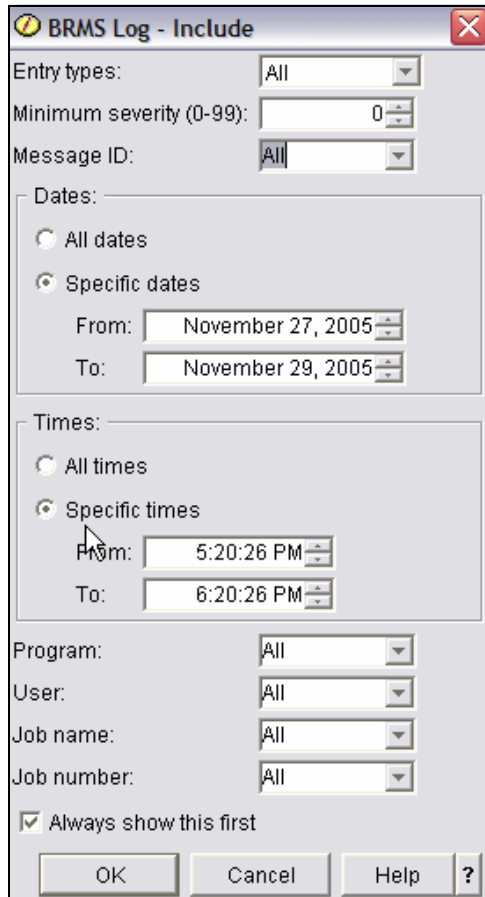 BRMS Log - Include
Entry types: All
Minimum severity (0-99): 0
Message ID: All
Dates:
All dates
Specific dates
From: November 27, 2005
To: November 29, 2005
Times:
All times
Specific times
From: 5:20:26 PM
To: 6:20:26 PM
Program: All
User: All
Job name: All
Job number: All
Always show this first
OK Cancel Help ?